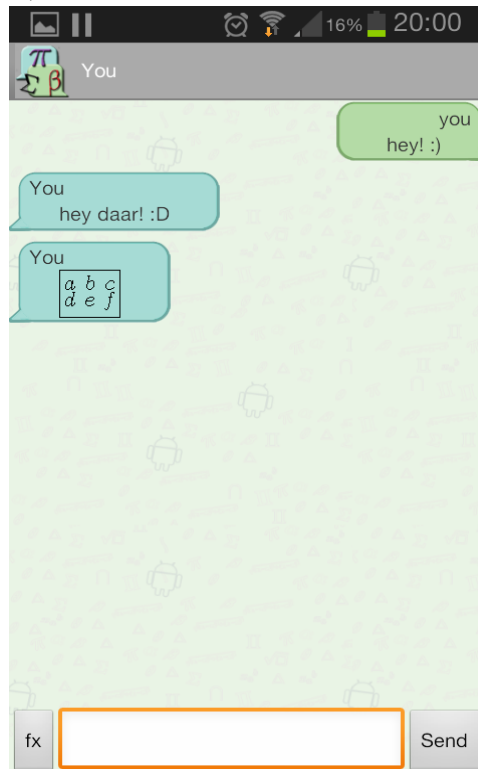 16% 20:00
π
Σ β
You
you
hey! :)
You
hey daar! :D
You
a b c
d e f
fx
Send